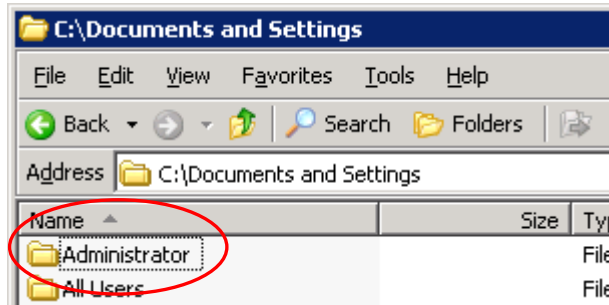 C:\Documents and Settings
File Edit View Favorites Tools Help
Back Search Folders
Address C:\Documents and Settings
Name Size Ty
Administrator File
All Users File